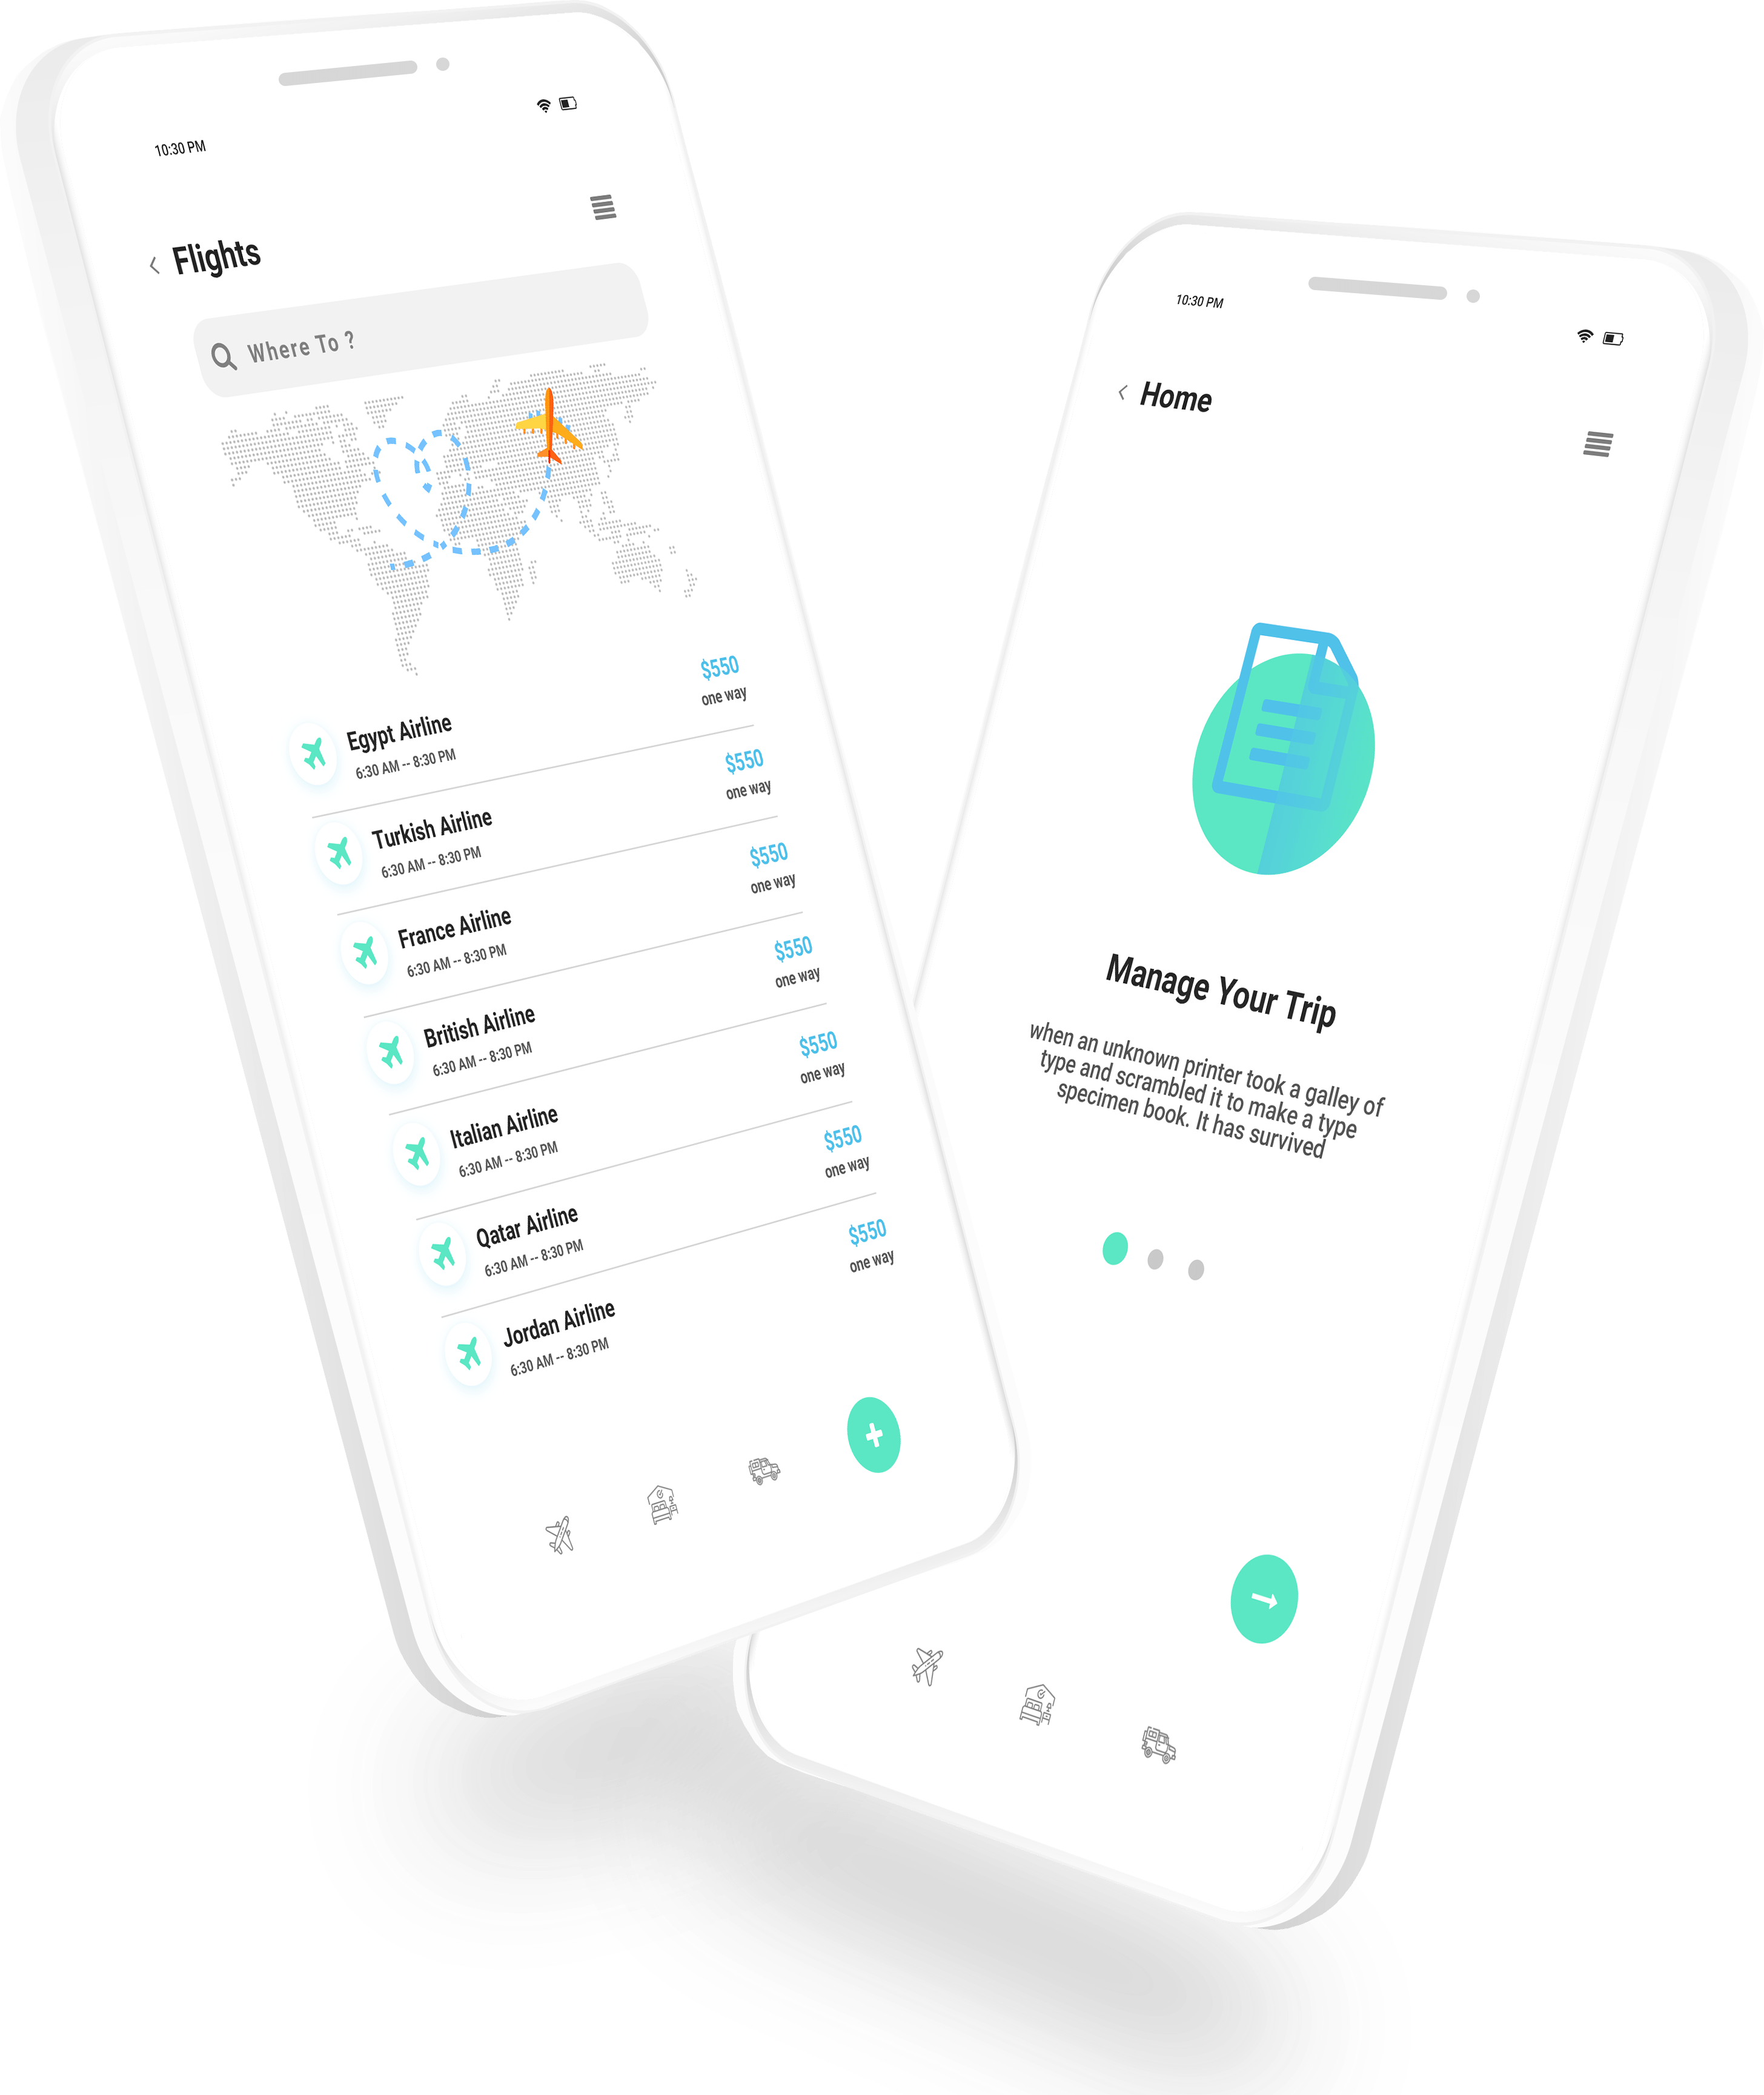 10:30 PM
Flights
Where To ?
Egypt Airline
6:30 AM -- 8:30 PM
$550
one way
Turkish Airline
6:30 AM -- 8:30 PM
$550
one way
France Airline
6:30 AM -- 8:30 PM
$550
one way
British Airline
6:30 AM -- 8:30 PM
$550
one way
Italian Airline
6:30 AM -- 8:30 PM
$550
one way
Qatar Airline
6:30 AM -- 8:30 PM
$550
one way
Jordan Airline
6:30 AM -- 8:30 PM
$550
one way
10:30 PM
Home
Manage Your Trip
when an unknown printer took a galley of
type and scrambled it to make a type
specimen book. It has survived